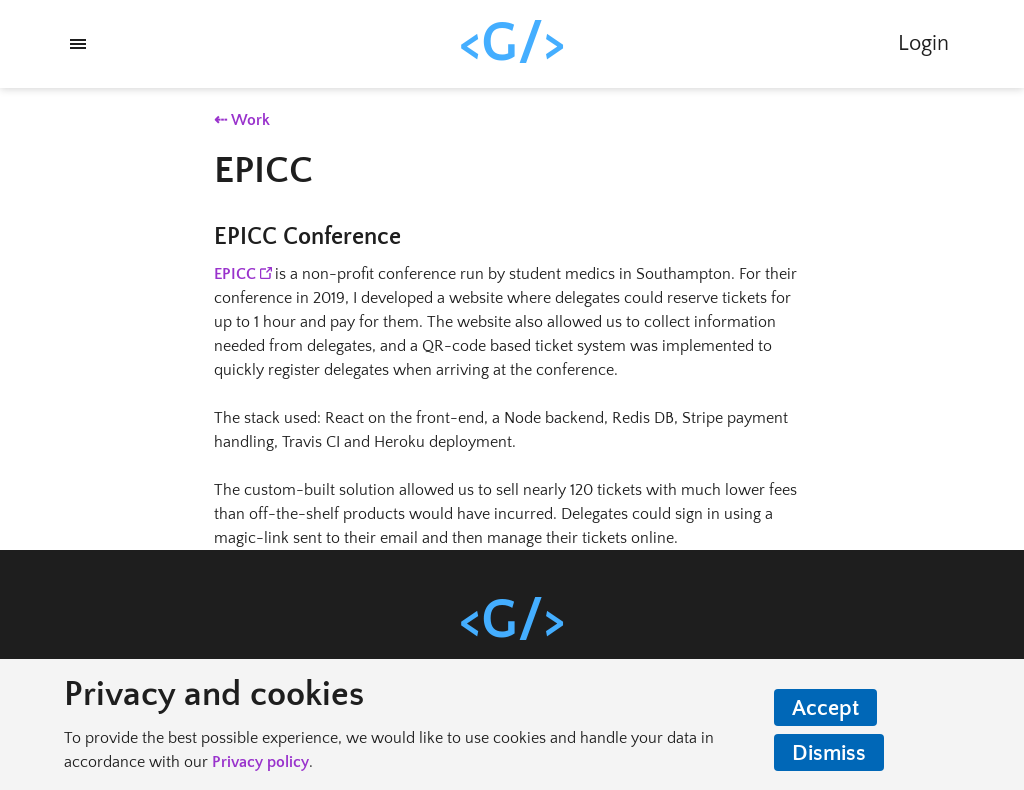 <G/>
Login
⇠ Work
EPICC
EPICC Conference
EPICC is a non-profit conference run by student medics in Southampton. For their
conference in 2019, I developed a website where delegates could reserve tickets for
up to 1 hour and pay for them. The website also allowed us to collect information
needed from delegates, and a QR-code based ticket system was implemented to
quickly register delegates when arriving at the conference.
The stack used: React on the front-end, a Node backend, Redis DB, Stripe payment
handling, Travis CI and Heroku deployment.
The custom-built solution allowed us to sell nearly 120 tickets with much lower fees
than off-the-shelf products would have incurred. Delegates could sign in using a
magic-link sent to their email and then manage their tickets online.
<G/>
Privacy and cookies
To provide the best possible experience, we would like to use cookies and handle your data in
accordance with our Privacy policy.
Accept
Dismiss